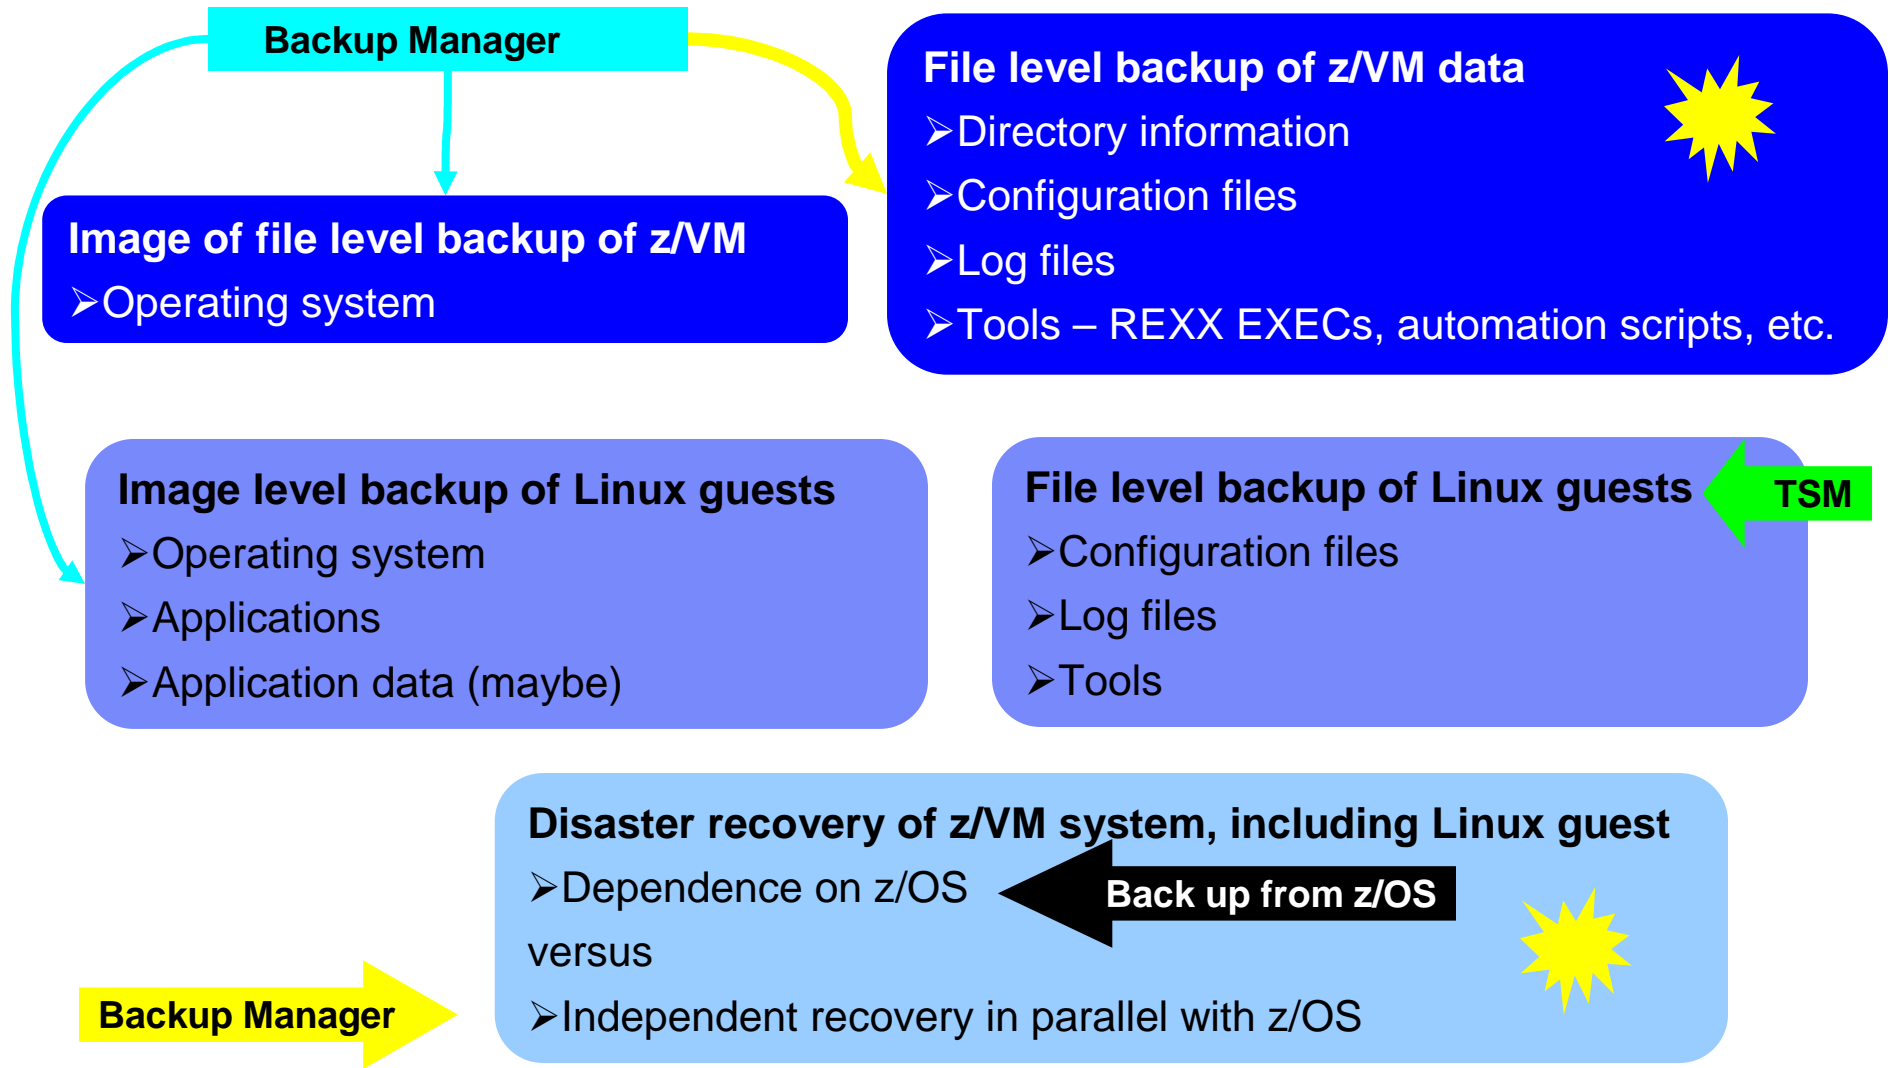 Backup Manager
File level backup of z/VM data
➢Directory information
➢Configuration files
➢Log files
➢Tools – REXX EXECs, automation scripts, etc.
Image of file level backup of z/VM
➢Operating system
Image level backup of Linux guests
➢Operating system
➢Applications
➢Application data (maybe)
File level backup of Linux guests
TSM
➢Configuration files
➢Log files
➢Tools
Disaster recovery of z/VM system, including Linux guest
➢Dependence on z/OS
Back up from z/OS
versus
➢Independent recovery in parallel with z/OS
Backup Manager